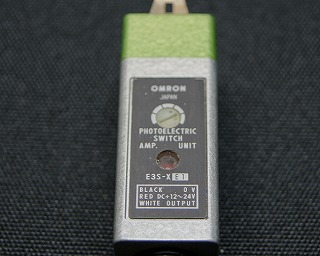 OMRON
JAPAN
PHOTOELECTRIC
SWITCH
AMP. UNIT
E3S-XE1
BLACK 0V
RED DC+12~24V
WHITE OUTPUT